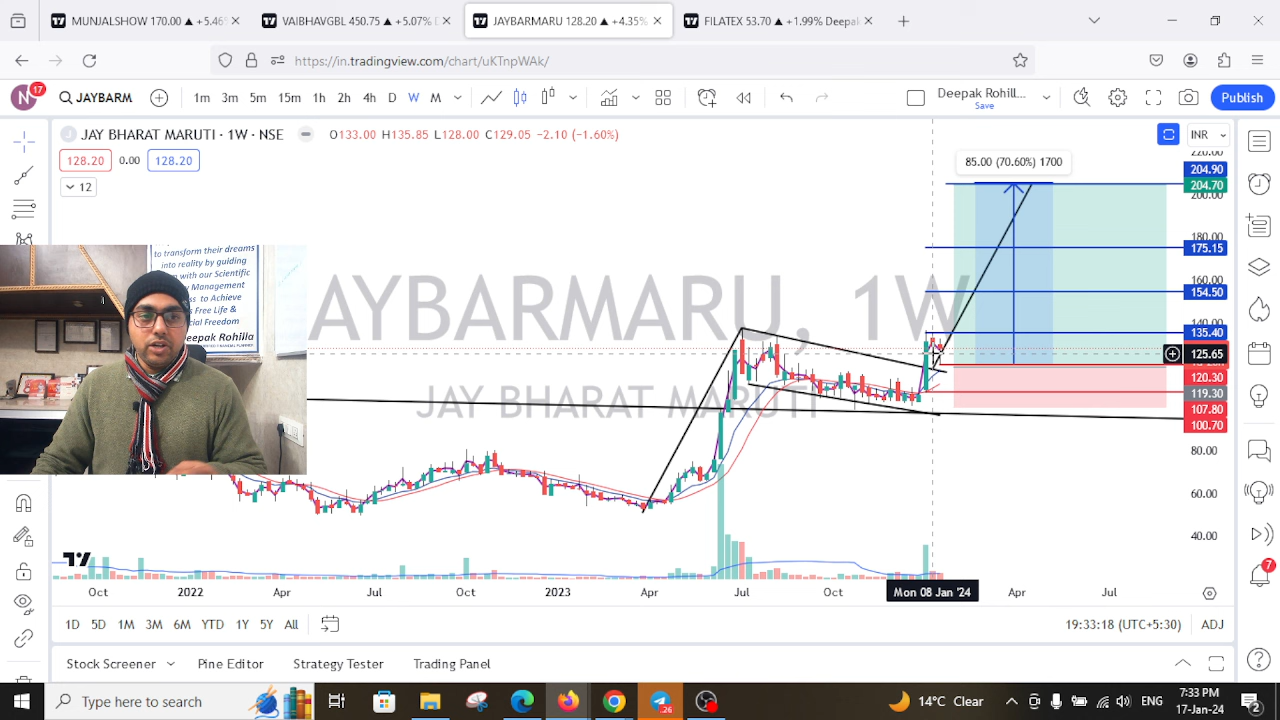 MUNJALSHOW 170.00 ▲ +5.46
VAIBHAVGBL 450.75 ▲ +5.07%
JAYBARMARU 128.20 ▲ +4.35%
FILATEX 53.70 ▲ +1.99% Deepak
https://in.tradingview.com/chart/uKTnpWAk/
N
17
JAYBARM
1m 3m 5m 15m 1h 2h 4h D W M
Deepak Rohill...
Save
Publish
JAY BHARAT MARUTI · 1W · NSE
O133.00 H135.85 L128.00 C129.05 -2.10 (-1.60%)
INR
128.20 0.00 128.20
12
85.00 (70.60%) 1700
204.90
204.70
200.00
180.00
175.15
160.00
154.50
135.40
125.65
120.30
119.30
107.80
100.70
80.00
60.00
40.00
JAYBARMARU, 1W
JAY BHARAT MARUTI
to transform their dreams
into reality by guiding
with our Scientific
Management
to Achieve
Free Life &
Freedom
Deepak Rohilla
Oct 2022 Apr Jul Oct 2023 Apr Jul Oct Mon 08 Jan '24 Apr Jul
1D 5D 1M 3M 6M YTD 1Y 5Y All
19:33:18 (UTC+5:30) ADJ
Stock Screener Pine Editor Strategy Tester Trading Panel
7
Type here to search
26
14°C Clear
ENG
7:33 PM
17-Jan-24
2